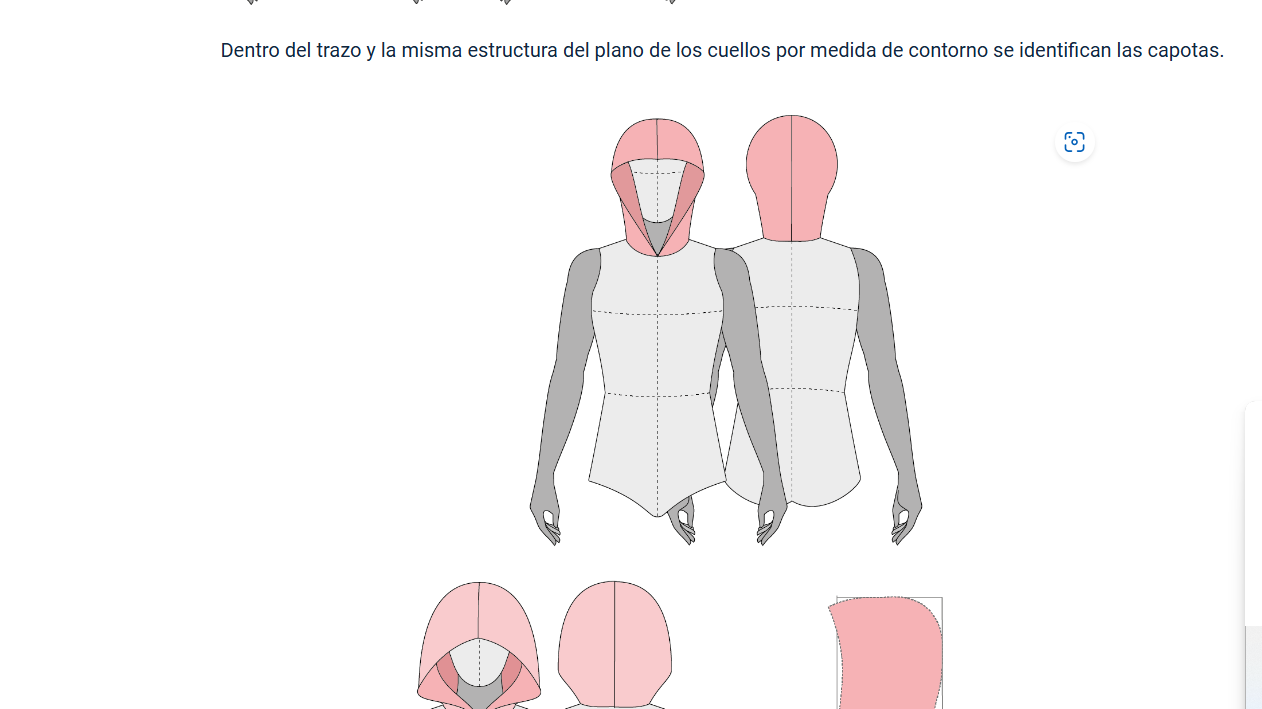 Dentro del trazo y la misma estructura del plano de los cuellos por medida de contorno se identifican las capotas.